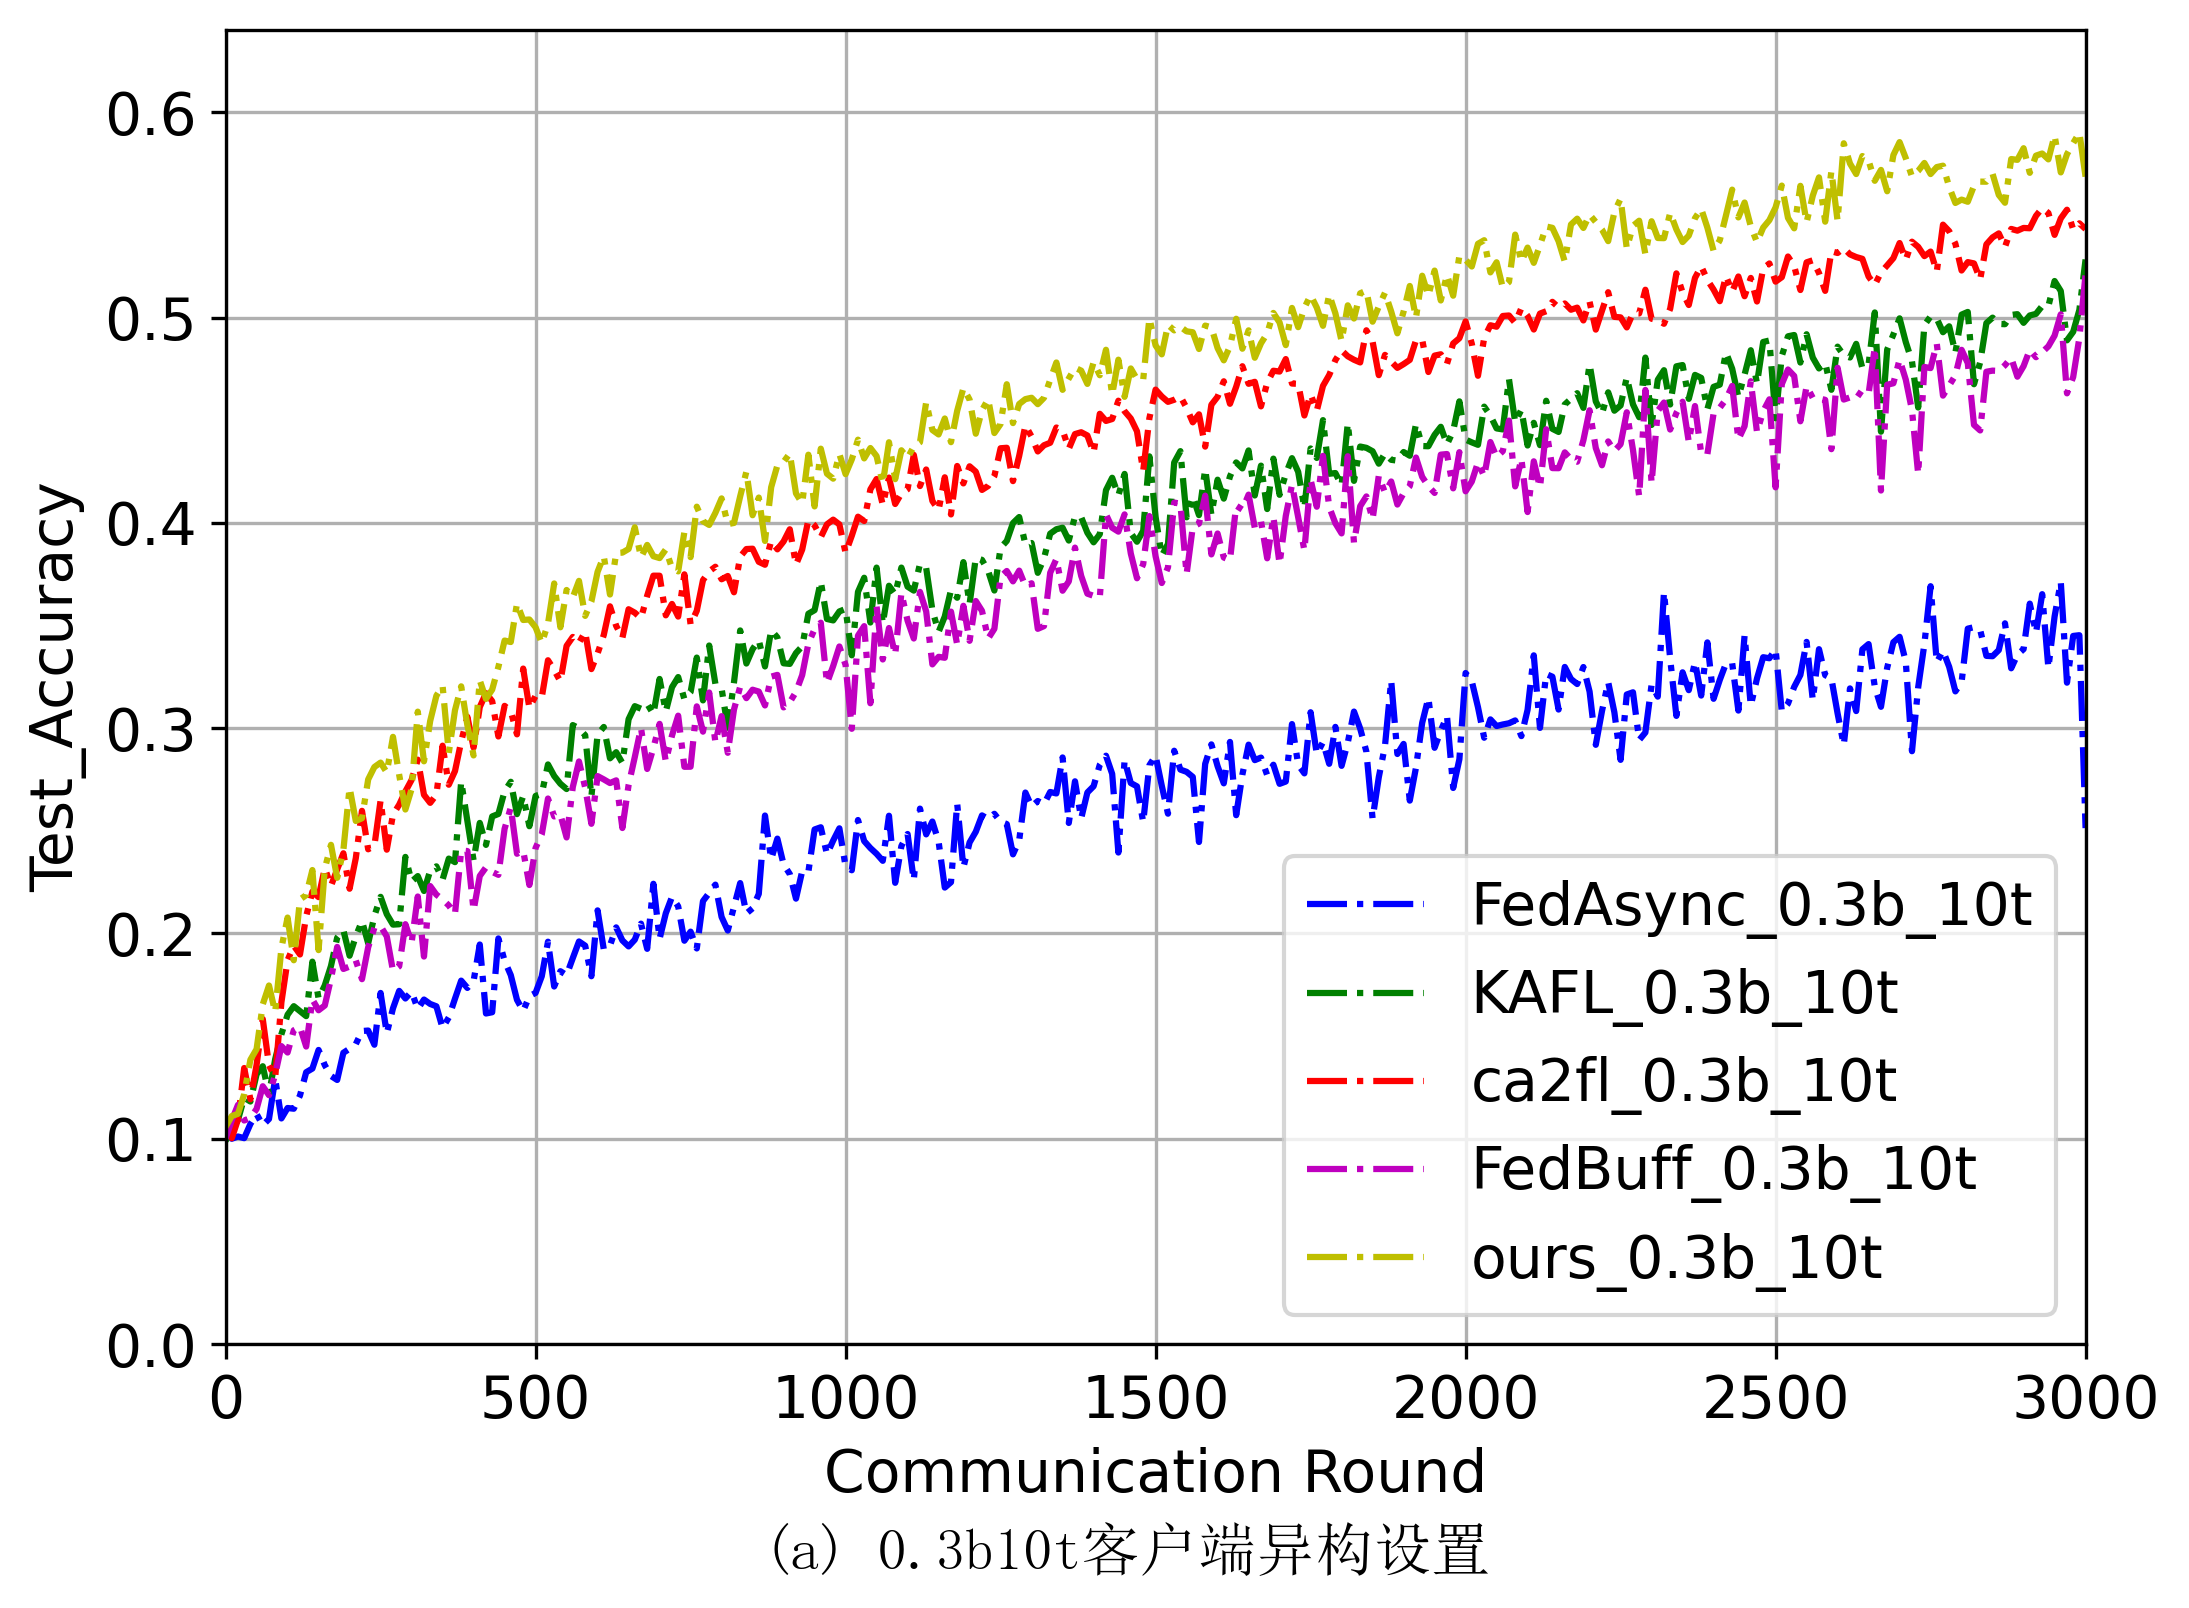 0.6
0.5
0.4
0.3
0.2
0.1
0.0
Test_Accuracy
FedAsync_0.3b_10t
KAFL_0.3b_10t
ca2fl_0.3b_10t
FedBuff_0.3b_10t
ours_0.3b_10t
0 500 1000 1500 2000 2500 3000
Communication Round
(a) 0.3b10t客户端异构设置